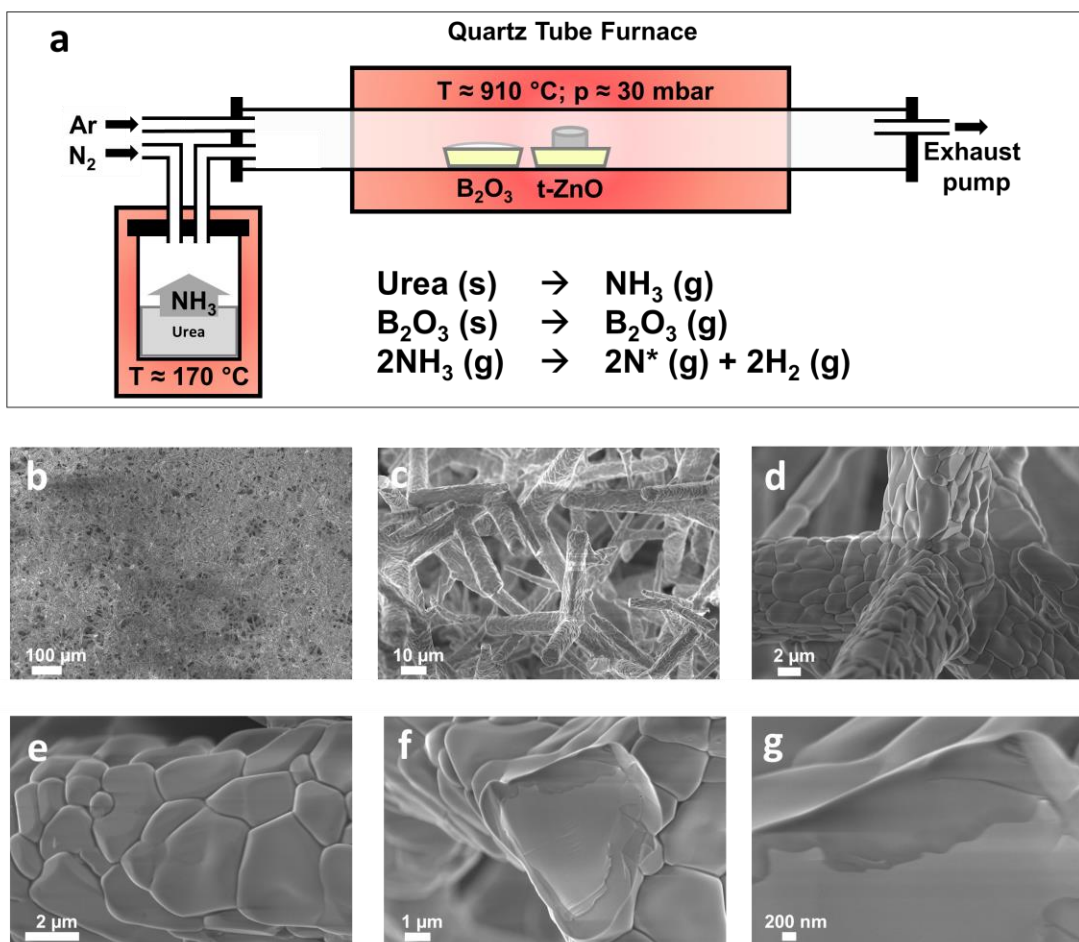 a
Quartz Tube Furnace
T ≈ 910 °C; p ≈ 30 mbar
Ar
N₂
B₂O₃
t-ZnO
Exhaust
pump
NH₃
Urea
T ≈ 170 °C
Urea (s) → NH₃ (g)
B₂O₃ (s) → B₂O₃ (g)
2NH₃ (g) → 2N* (g) + 2H₂ (g)
b
100 µm
c
10 µm
d
2 µm
e
2 µm
f
1 µm
g
200 nm